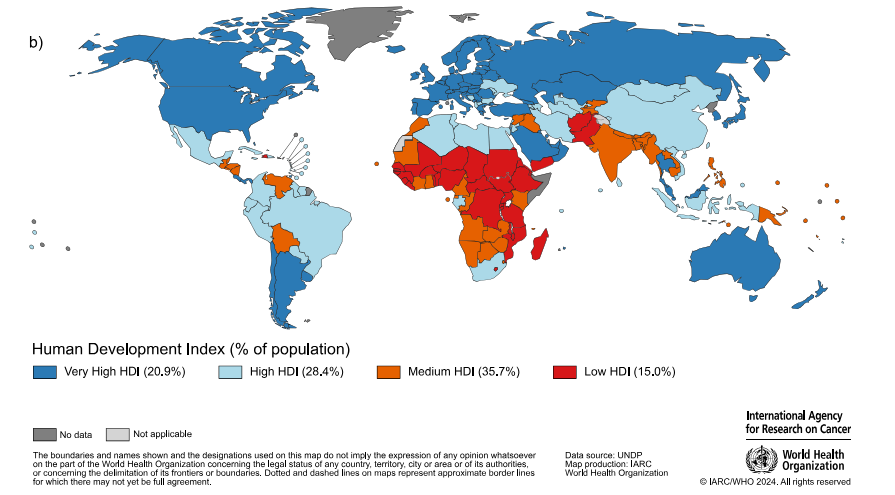 b)
Human Development Index (% of population)
Very High HDI (20.9%)
High HDI (28.4%)
Medium HDI (35.7%)
Low HDI (15.0%)
No data
Not applicable
International Agency
for Research on Cancer
The boundaries and names shown and the designations used on this map do not imply the expression of any opinion whatsoever
on the part of the World Health Organization concerning the legal status of any country, territory, city or area or of its authorities,
or concerning the delimitation of its frontiers or boundaries. Dotted and dashed lines on maps represent approximate border lines
for which there may not yet be full agreement.
Data source: UNDP
Map production: IARC
World Health Organization
World Health
Organization
© IARC/WHO 2024. All rights reserved